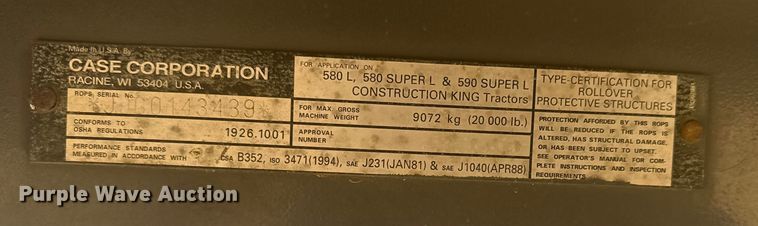 Made in U.S.A. By
CASE CORPORATION
RACINE, WI 53404 U.S.A.
ROPS SERIAL No.
CONFORMS TO
OSHA REGULATIONS 1926.1001
PERFORMANCE STANDARDS
MEASURED IN ACCORDANCE WITH CSA B352, ISO 3471(1994), SAE J231(JAN81) & SAE J1040(APR88)
FOR APPLICATION ON
580 L, 580 SUPER L & 590 SUPER L
CONSTRUCTION KING Tractors
FOR MAX. GROSS
MACHINE WEIGHT 9072 kg (20 000 lb.)
APPROVAL
NUMBER
TYPE-CERTIFICATION FOR
ROLLOVER
PROTECTIVE STRUCTURES
PROTECTION AFFORDED BY THIS ROPS
WILL BE REDUCED IF THE ROPS IS
ALTERED, HAS STRUCTURAL DAMAGE,
OR HAS BEEN SUBJECT TO UPSET.
SEE OPERATOR'S MANUAL FOR COM-
PLETE INSTRUCTIONS AND INSPECTION
REQUIREMENTS
Purple Wave Auction